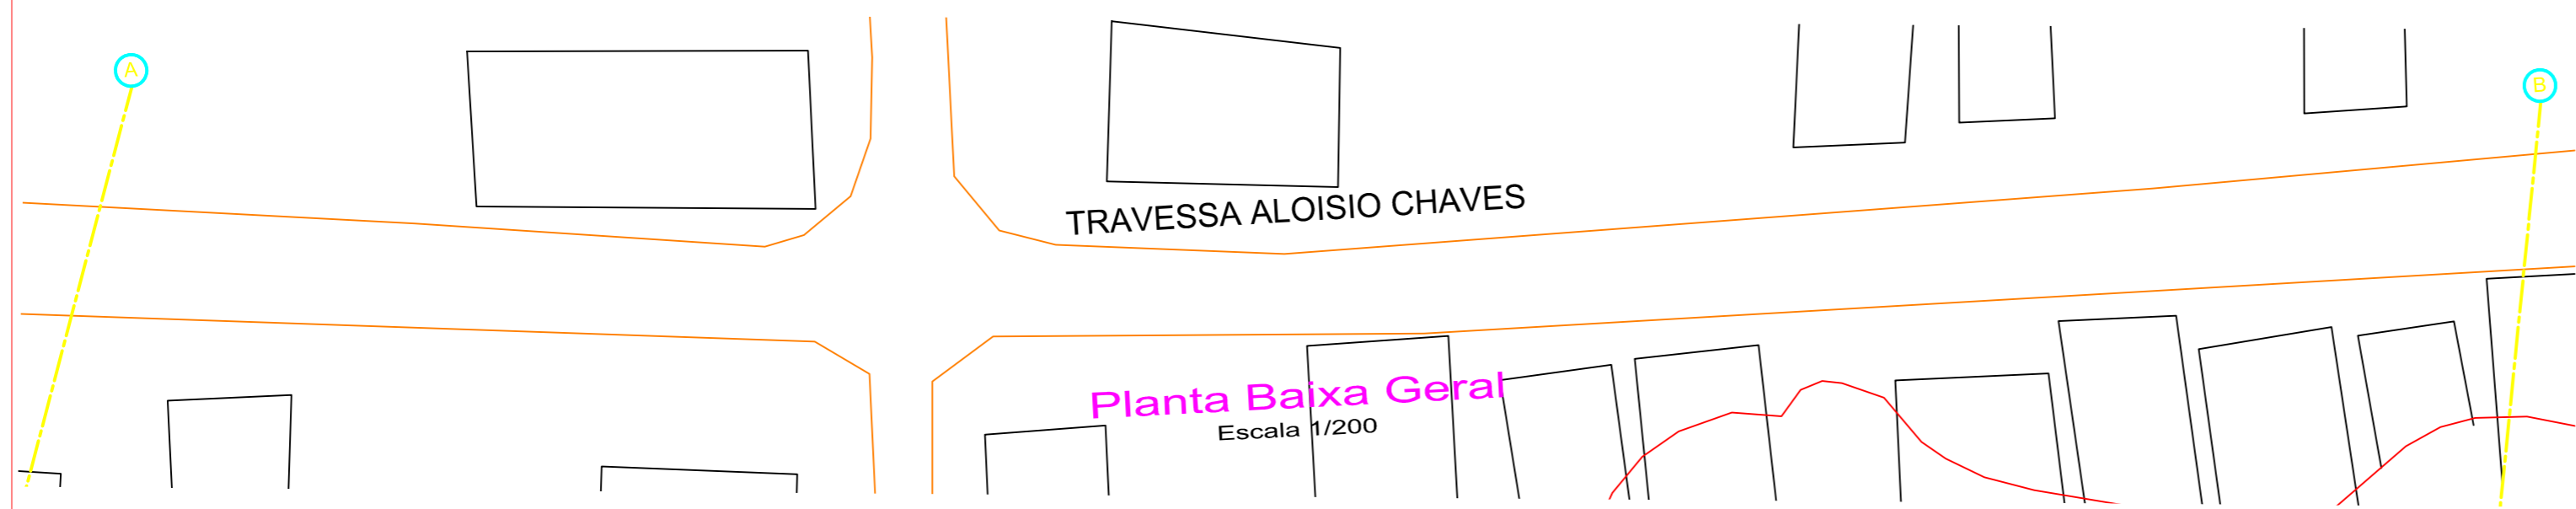 A
B
TRAVESSA ALOISIO CHAVES
Planta Baixa Geral
Escala 1/200